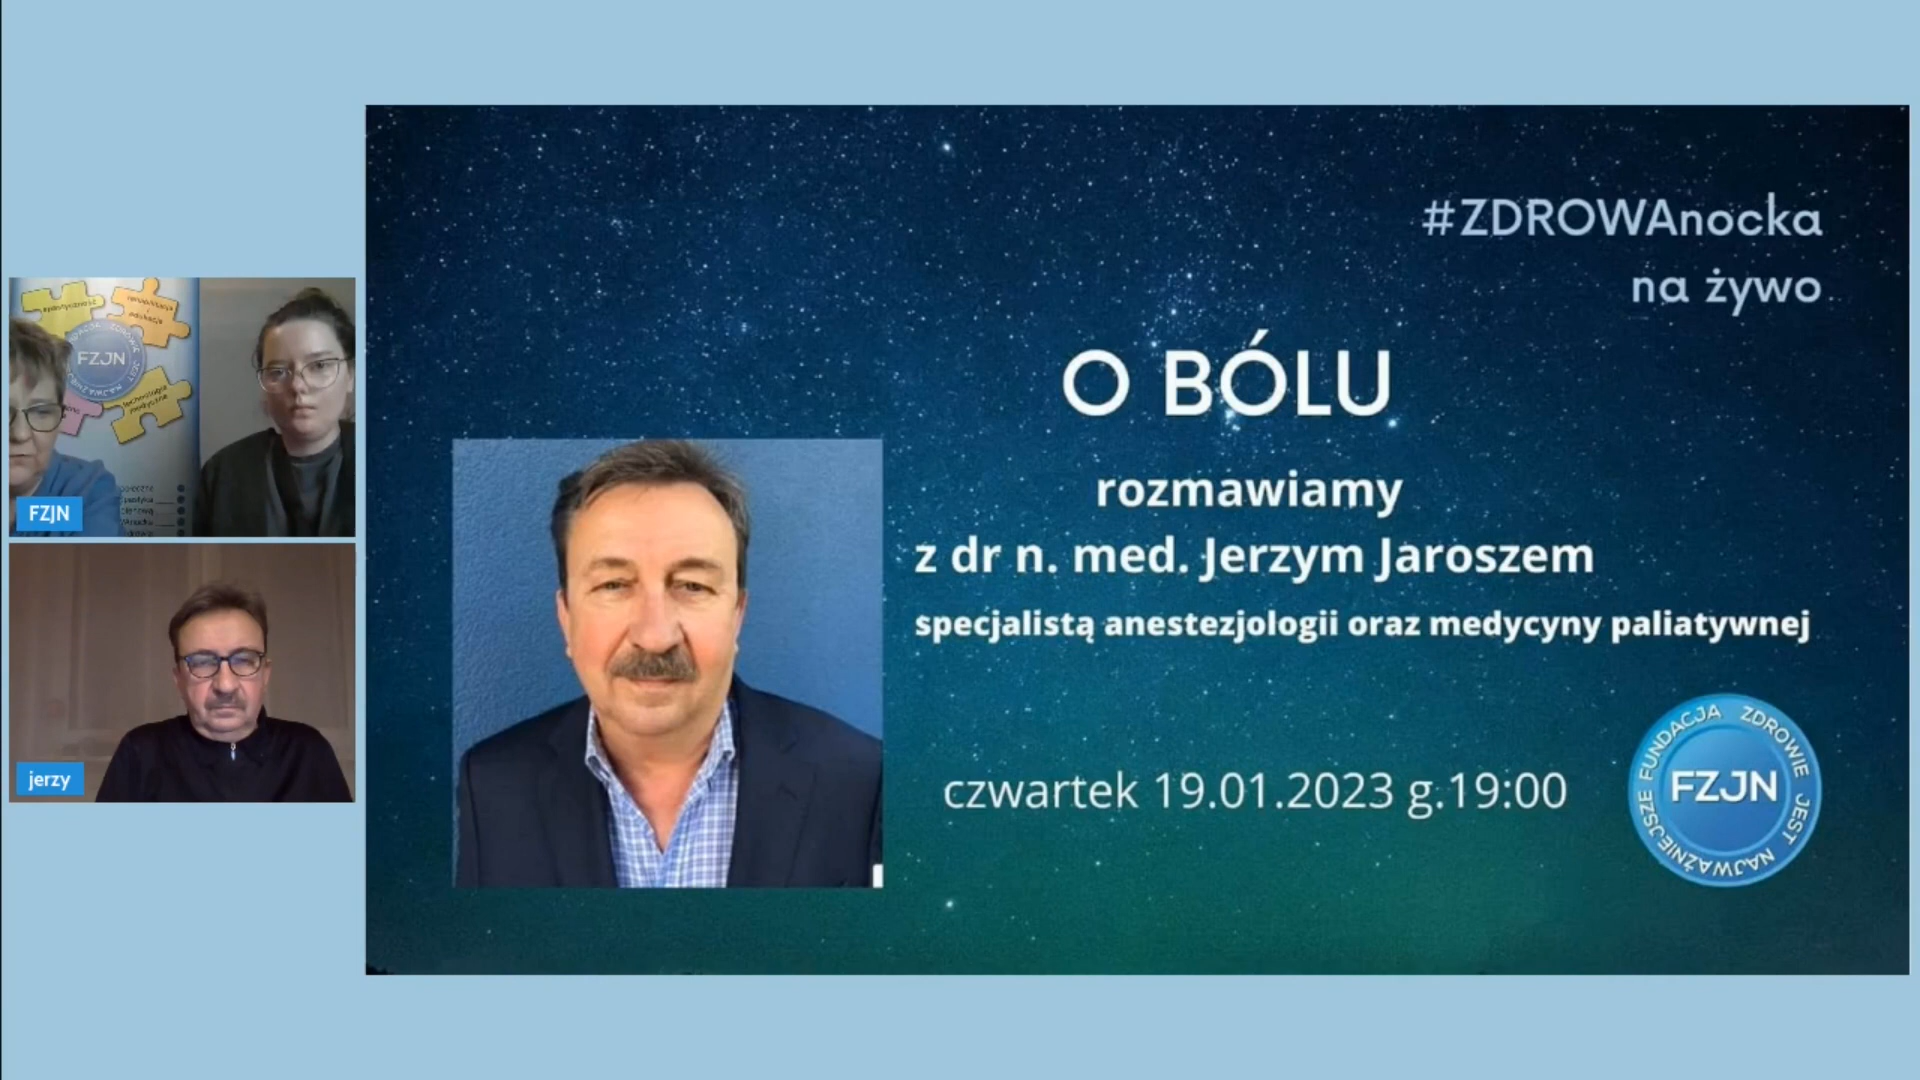 #ZDROWAnocka
na żywo
O BÓLU
rozmawiamy
z dr n. med. Jerzym Jaroszem
specjalistą anestezjologii oraz medycyny paliatywnej
czwartek 19.01.2023 g.19:00
FUNDACJA ZDROWIE JEST NAJWAŻNIEJSZE
FZJN
FZJN
FZJN
jerzy